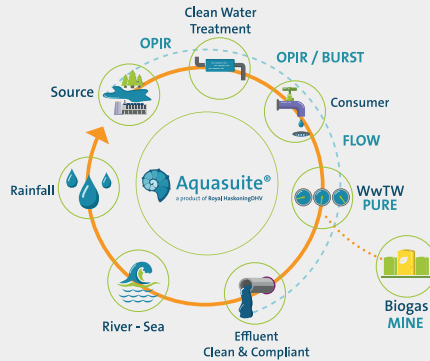 Clean Water
Treatment
OPIR
OPIR / BURST
Source
Consumer
FLOW
Aquasuite®
a product of Royal HaskoningDHV
Rainfall
WwTW
PURE
Biogas
MINE
River - Sea
Effluent
Clean & Compliant